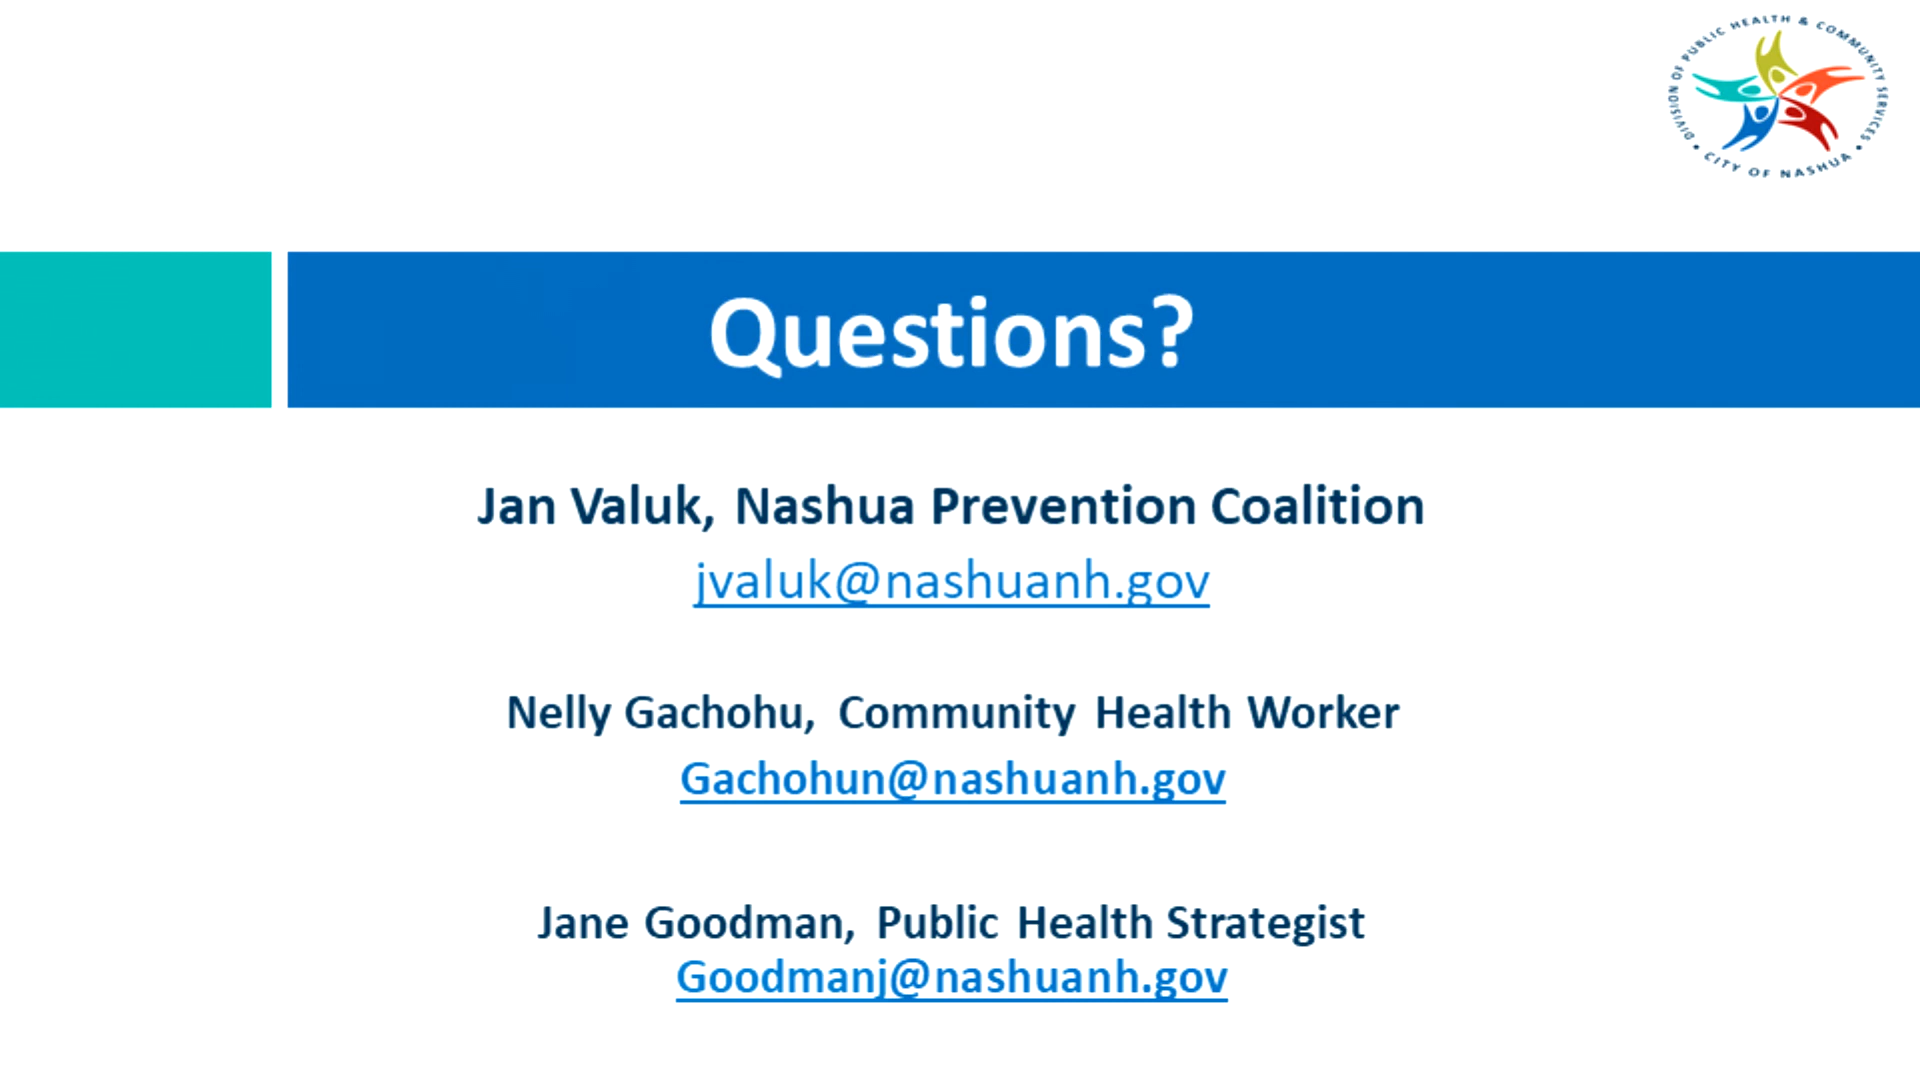 DIVISION OF PUBLIC HEALTH & COMMUNITY SERVICES
• CITY OF NASHUA •
Questions?
Jan Valuk, Nashua Prevention Coalition
jvaluk@nashuanh.gov
Nelly Gachohu, Community Health Worker
Gachohun@nashuanh.gov
Jane Goodman, Public Health Strategist
Goodmanj@nashuanh.gov